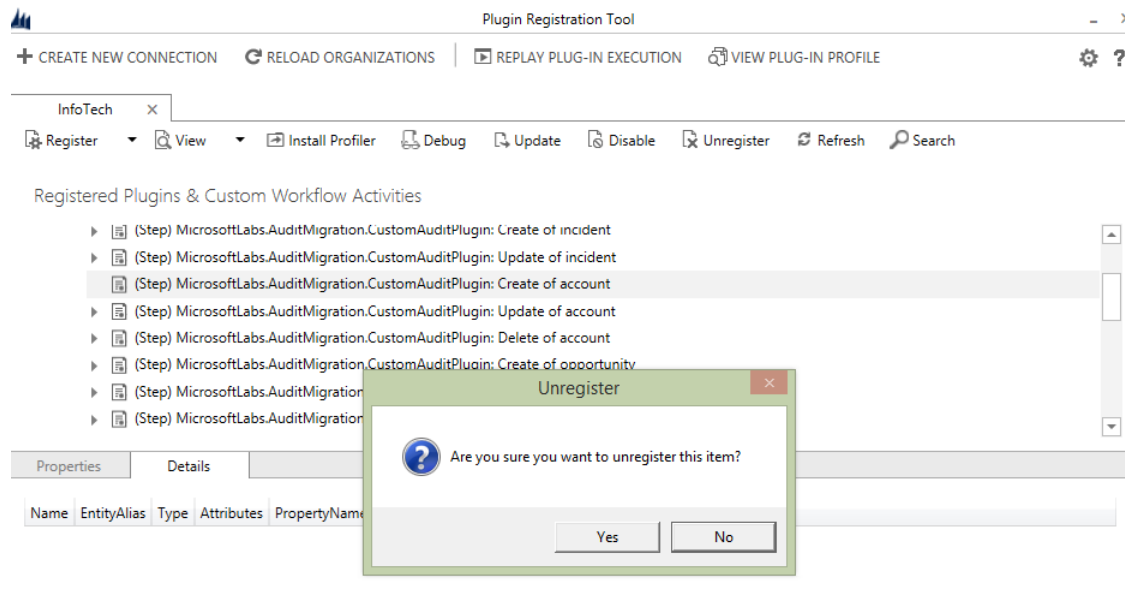 Plugin Registration Tool
CREATE NEW CONNECTION RELOAD ORGANIZATIONS REPLAY PLUG-IN EXECUTION VIEW PLUG-IN PROFILE
InfoTech
Register View Install Profiler Debug Update Disable Unregister Refresh Search
Registered Plugins & Custom Workflow Activities
(Step) MicrosoftLabs.AuditMigration.CustomAuditPlugin: Create of incident
(Step) MicrosoftLabs.AuditMigration.CustomAuditPlugin: Update of incident
(Step) MicrosoftLabs.AuditMigration.CustomAuditPlugin: Create of account
(Step) MicrosoftLabs.AuditMigration.CustomAuditPlugin: Update of account
(Step) MicrosoftLabs.AuditMigration.CustomAuditPlugin: Delete of account
(Step) MicrosoftLabs.AuditMigration.CustomAuditPlugin: Create of opportunity
(Step) MicrosoftLabs.AuditMigration
(Step) MicrosoftLabs.AuditMigration
Unregister
Are you sure you want to unregister this item?
Yes No
Properties Details
Name EntityAlias Type Attributes PropertyName